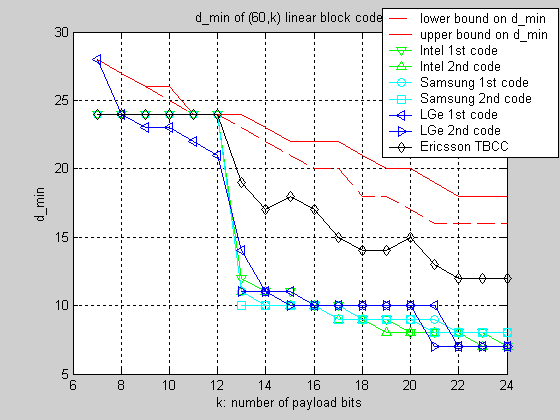 d_min of (60,k) linear block code
lower bound on d_min
upper bound on d_min
Intel 1st code
Intel 2nd code
Samsung 1st code
Samsung 2nd code
LGe 1st code
LGe 2nd code
Ericsson TBCC
30
25
20
15
10
5
d_min
6 8 10 12 14 16 18 20 22 24
k: number of payload bits